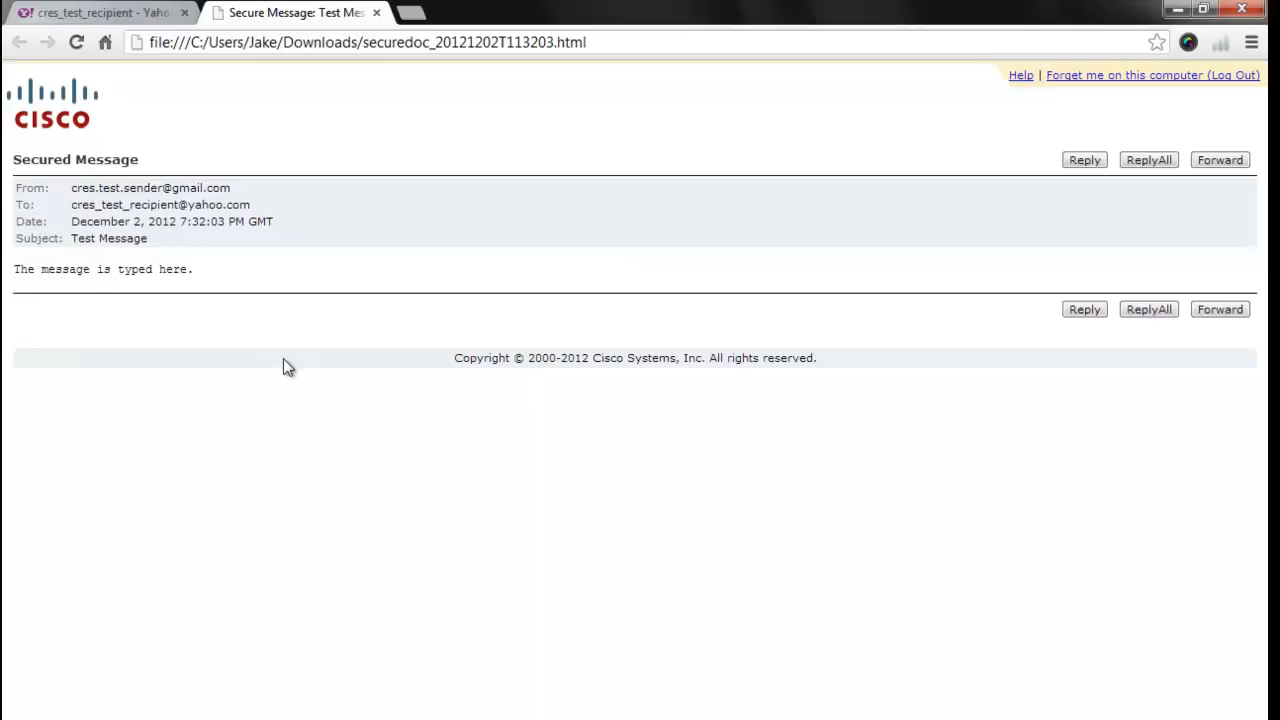 cres_test_recipient - Yaho
Secure Message: Test Mes
file:///C:/Users/Jake/Downloads/securedoc_20121202T113203.html
Help | Forget me on this computer (Log Out)
CISCO
Secured Message
Reply ReplyAll Forward
From: cres.test.sender@gmail.com
To: cres_test_recipient@yahoo.com
Date: December 2, 2012 7:32:03 PM GMT
Subject: Test Message
The message is typed here.
Reply ReplyAll Forward
Copyright © 2000-2012 Cisco Systems, Inc. All rights reserved.